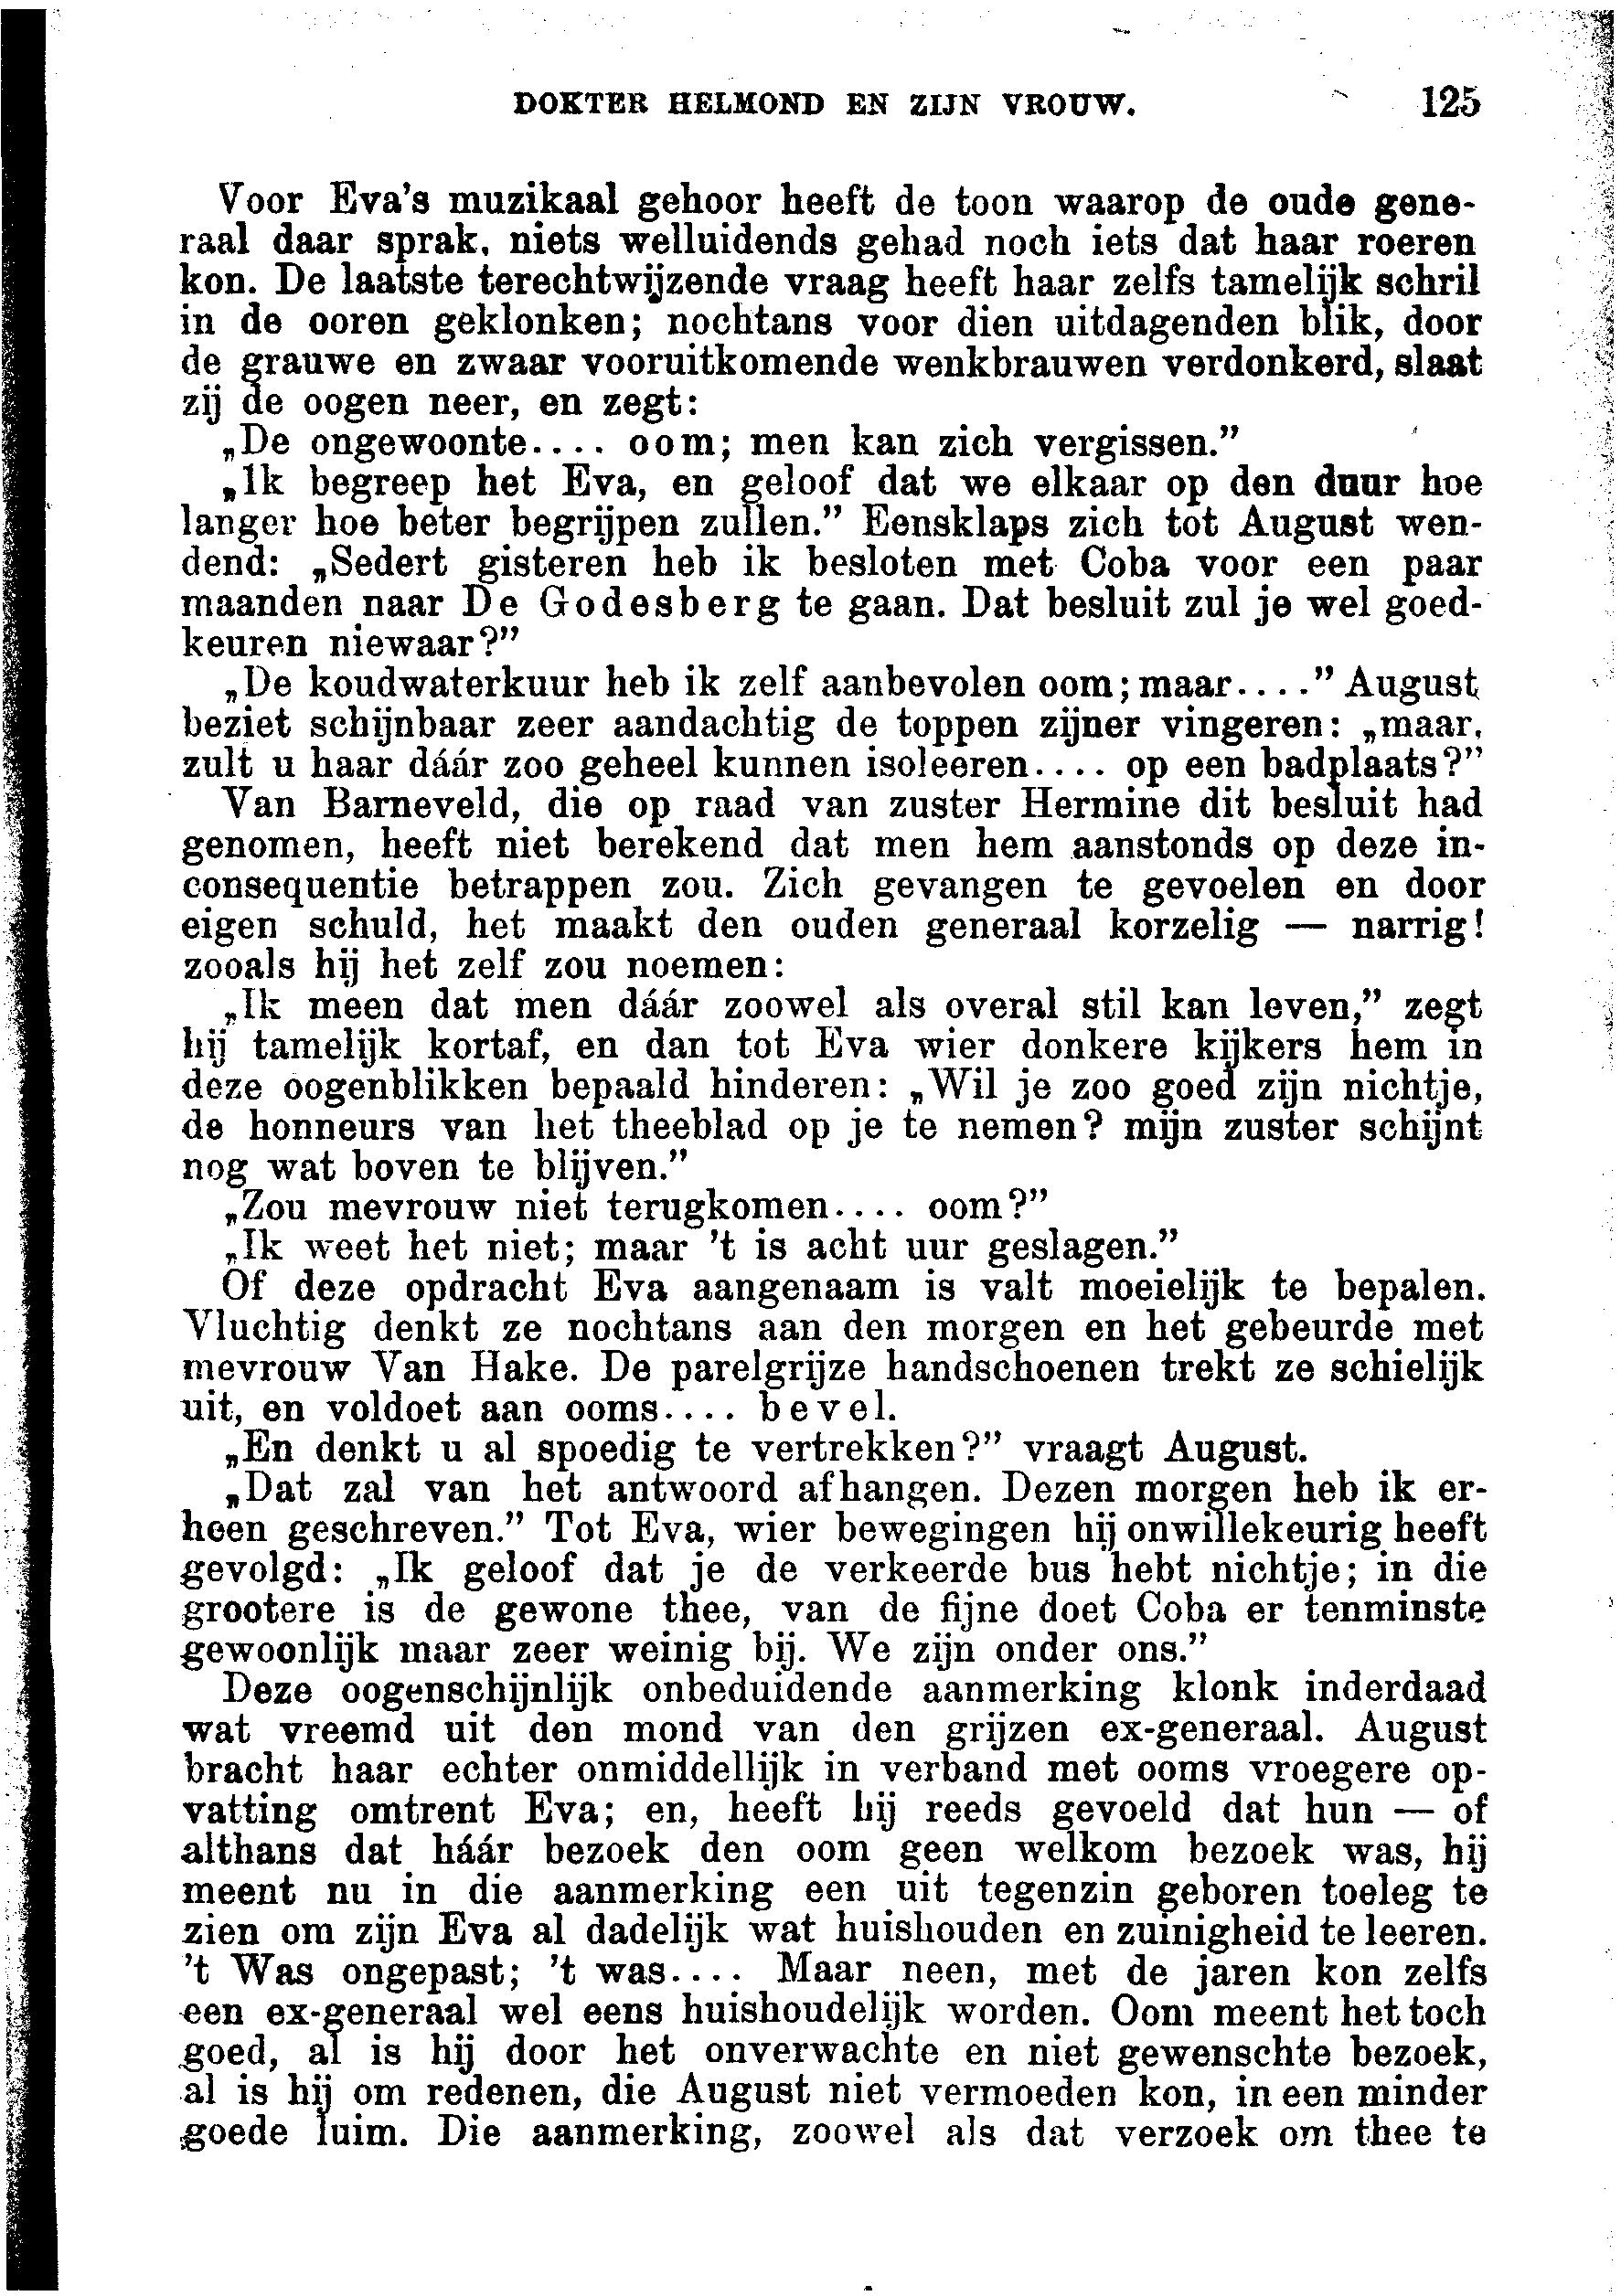 DOKTER HELMOND EN ZIJN VROUW. 125
Voor Eva's muzikaal gehoor heeft de toon waarop de oude gene-
raal daar sprak, niets welluidends gehad noch iets dat haar roeren
kon. De laatste terechtwijzende vraag heeft haar zelfs tamelijk schril
in de ooren geklonken; nochtans voor dien uitdagenden blik, door
de grauwe en zwaar vooruitkomende wenkbrauwen verdonkerd, slaat
zij de oogen neer, en zegt:
„De ongewoonte.... oom; men kan zich vergissen.”
„Ik begreep het Eva, en geloof dat we elkaar op den duur hoe
langer hoe beter begrijpen zullen.” Eensklaps zich tot August wen-
dend: „Sedert gisteren heb ik besloten met Coba voor een paar
maanden naar De Godesberg te gaan. Dat besluit zul je wel goed-
keuren niewaar?”
„De koudwaterkuur heb ik zelf aanbevolen oom; maar....” August
beziet schijnbaar zeer aandachtig de toppen zijner vingeren: „maar,
zult u haar dáár zoo geheel kunnen isoleeren.... op een badplaats?”
Van Barneveld, die op raad van zuster Hermine dit besluit had
genomen, heeft niet berekend dat men hem aanstonds op deze in-
consequentie betrappen zou. Zich gevangen te gevoelen en door
eigen schuld, het maakt den ouden generaal korzelig — narrig!
zooals hij het zelf zou noemen:
„Ik meen dat men dáár zoowel als overal stil kan leven,” zegt
hij tamelijk kortaf, en dan tot Eva wier donkere kijkers hem in
deze oogenblikken bepaald hinderen: „Wil je zoo goed zijn nichtje,
de honneurs van het theeblad op je te nemen? mijn zuster schijnt
nog wat boven te blijven.”
„Zou mevrouw niet terugkomen.... oom?”
„Ik weet het niet; maar 't is acht uur geslagen.”
Of deze opdracht Eva aangenaam is valt moeielijk te bepalen.
Vluchtig denkt ze nochtans aan den morgen en het gebeurde met
mevrouw Van Hake. De parelgrijze handschoenen trekt ze schielijk
uit, en voldoet aan ooms.... bevel.
„En denkt u al spoedig te vertrekken?” vraagt August.
„Dat zal van het antwoord afhangen. Dezen morgen heb ik er-
heen geschreven.” Tot Eva, wier bewegingen hij onwillekeurig heeft
gevolgd: „Ik geloof dat je de verkeerde bus hebt nichtje; in die
grootere is de gewone thee, van de fijne doet Coba er tenminste
gewoonlijk maar zeer weinig bij. We zijn onder ons.”
Deze oogenschijnlijk onbeduidende aanmerking klonk inderdaad
wat vreemd uit den mond van den grijzen ex-generaal. August
bracht haar echter onmiddellijk in verband met ooms vroegere op-
vatting omtrent Eva; en, heeft hij reeds gevoeld dat hun — of
althans dat háár bezoek den oom geen welkom bezoek was, hij
meent nu in die aanmerking een uit tegenzin geboren toeleg te
zien om zijn Eva al dadelijk wat huishouden en zuinigheid te leeren.
't Was ongepast; 't was.... Maar neen, met de jaren kon zelfs
een ex-generaal wel eens huishoudelijk worden. Oom meent het toch
goed, al is hij door het onverwachte en niet gewenschte bezoek,
al is hij om redenen, die August niet vermoeden kon, in een minder
goede luim. Die aanmerking, zoowel als dat verzoek om thee te